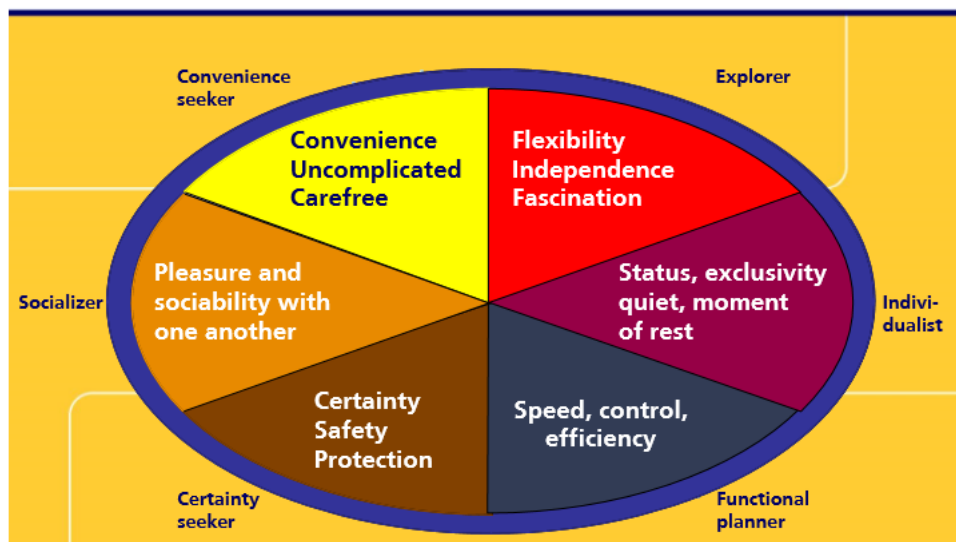 Convenience
seeker
Explorer
Convenience
Uncomplicated
Carefree
Flexibility
Independence
Fascination
Socializer
Pleasure and
sociability with
one another
Status, exclusivity
quiet, moment
of rest
Indivi-
dualist
Certainty
Safety
Protection
Speed, control,
efficiency
Certainty
seeker
Functional
planner